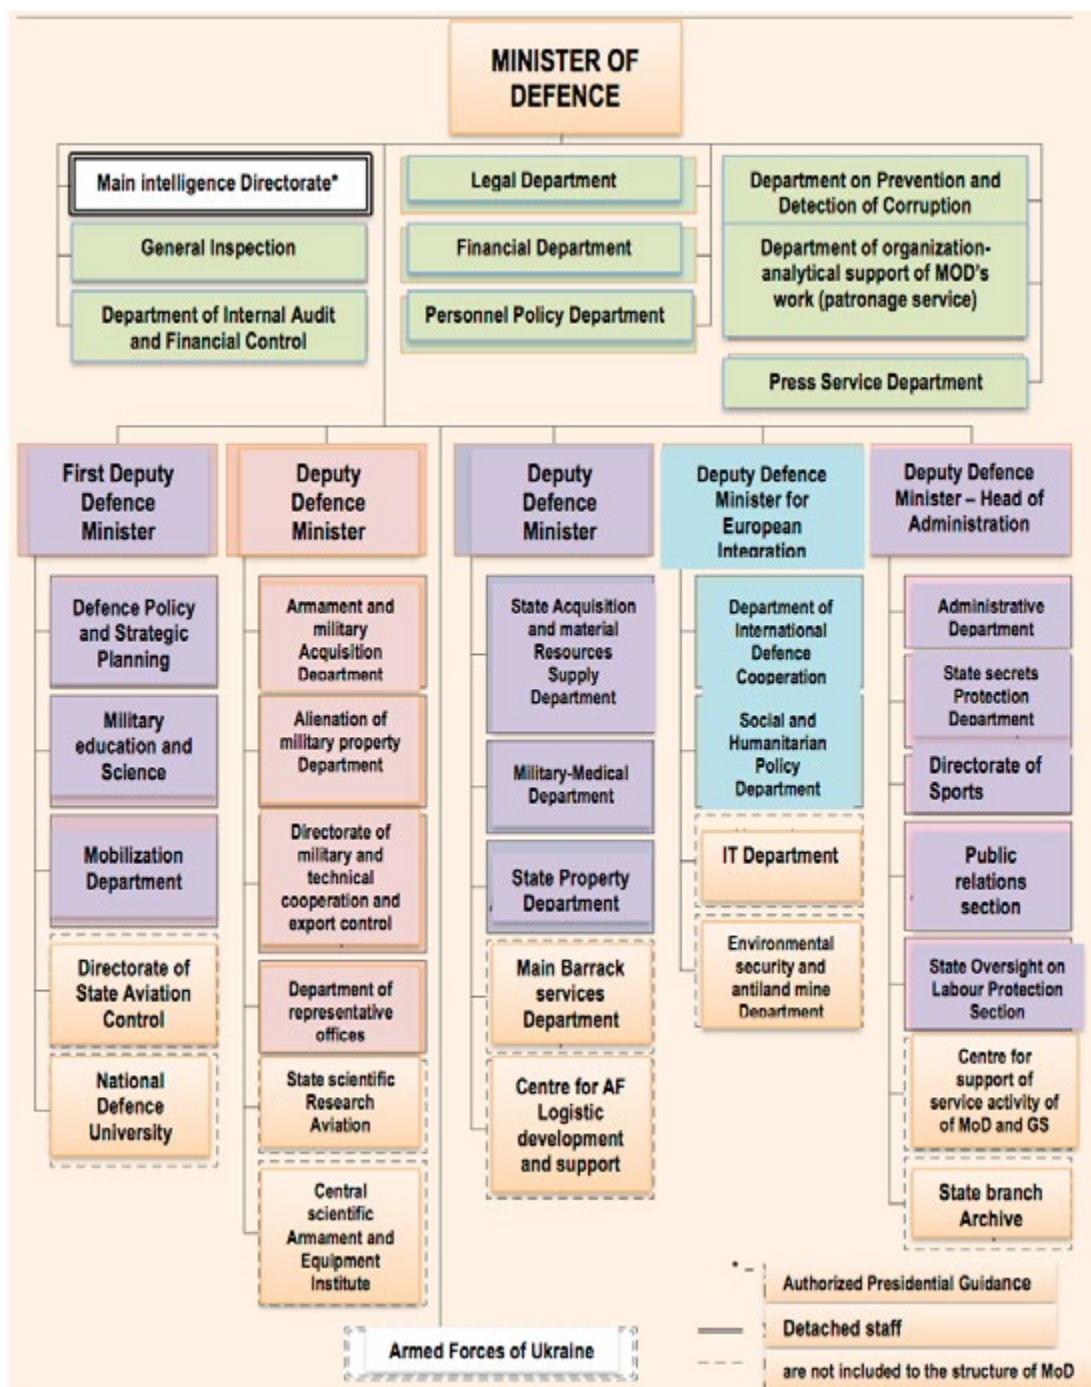 MINISTER OF
DEFENCE
Main intelligence Directorate*
General Inspection
Department of Internal Audit
and Financial Control
Legal Department
Financial Department
Personnel Policy Department
Department on Prevention and
Detection of Corruption
Department of organization-
analytical support of MOD's
work (patronage service)
Press Service Department
First Deputy
Defence
Minister
Defence Policy
and Strategic
Planning
Military
education and
Science
Mobilization
Department
Directorate of
State Aviation
Control
National
Defence
University
Deputy
Defence
Minister
Armament and
military
Acquisition
Department
Alienation of
military property
Department
Directorate of
military and
technical
cooperation and
export control
Department of
representative
offices
State scientific
Research
Aviation
Central
scientific
Armament and
Equipment
Institute
Deputy
Defence
Minister
State Acquisition
and material
Resources
Supply
Department
Military-Medical
Department
State Property
Department
Main Barrack
services
Department
Centre for AF
Logistic
development
and support
Deputy Defence
Minister for
European
Integration
Department of
International
Defence
Cooperation
Social and
Humanitarian
Policy
Department
IT Department
Environmental
security and
antiland mine
Department
Deputy Defence
Minister – Head of
Administration
Administrative
Department
State secrets
Protection
Department
Directorate of
Sports
Public
relations
section
State Oversight on
Labour Protection
Section
Centre for
support of
service activity of
of MoD and GS
State branch
Archive
Armed Forces of Ukraine
* - Authorized Presidential Guidance
Detached staff
are not included to the structure of MoD